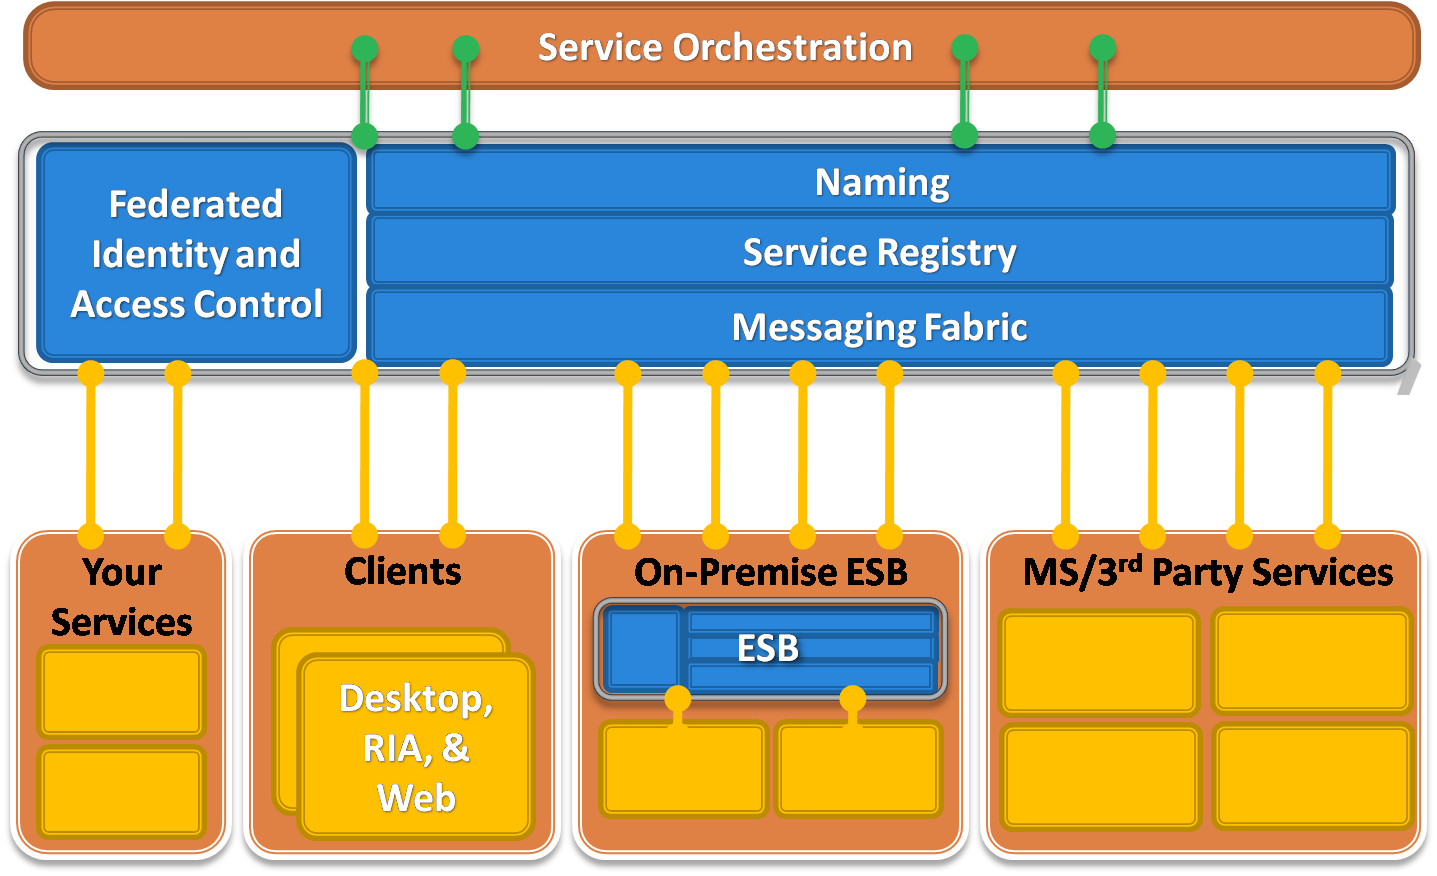 Service Orchestration
Federated
Identity and
Access Control
Naming
Service Registry
Messaging Fabric
Your
Services
Clients
Desktop,
RIA, &
Web
On-Premise ESB
ESB
MS/3rd Party Services